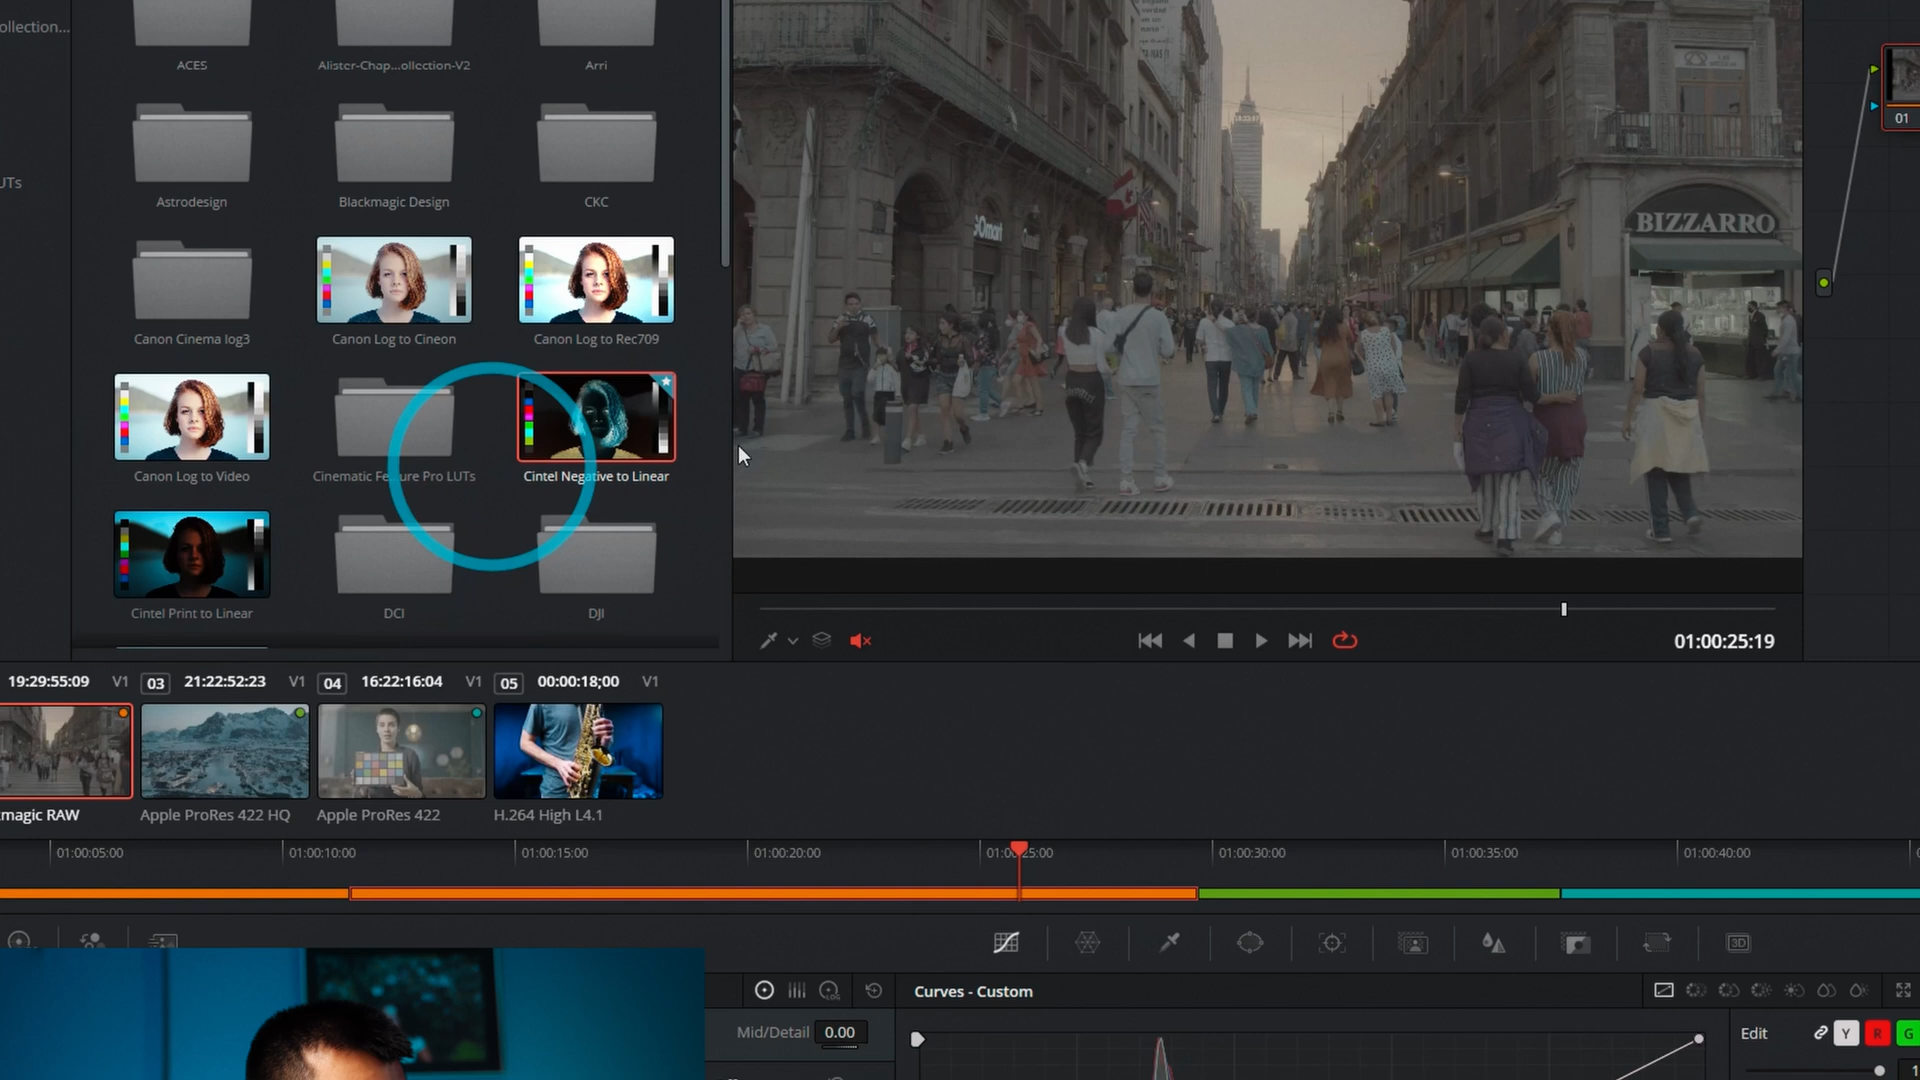 ollection...
UTs
ACES
Alister-Chap...ollection-V2
Arri
Astrodesign
Blackmagic Design
CKC
Canon Cinema log3
Canon Log to Cineon
Canon Log to Rec709
Canon Log to Video
Cinematic Feature Pro LUTs
Cintel Negative to Linear
Cintel Print to Linear
DCI
DJI
BIZZARRO
01
01:00:25:19
19:29:55:09 V1
03 21:22:52:23 V1
04 16:22:16:04 V1
05 00:00:18;00 V1
magic RAW
Apple ProRes 422 HQ
Apple ProRes 422
H.264 High L4.1
01:00:05:00
01:00:10:00
01:00:15:00
01:00:20:00
01:00:25:00
01:00:30:00
01:00:35:00
01:00:40:00
3D
LOG
Curves - Custom
Mid/Detail 0.00
Edit
Y
R
G